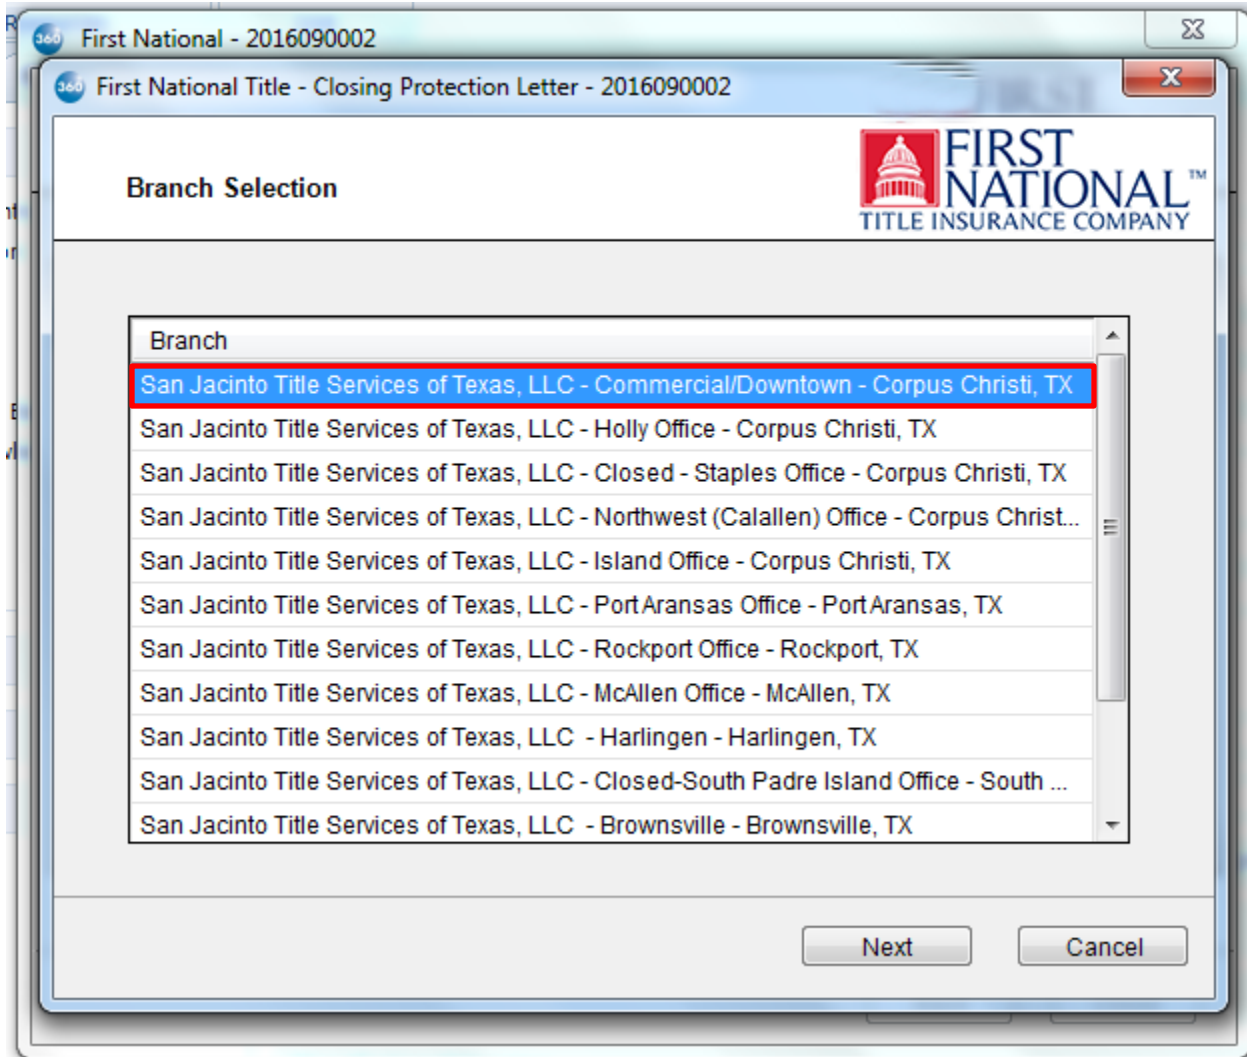 360 First National - 2016090002
360 First National Title - Closing Protection Letter - 2016090002
Branch Selection
FIRST
NATIONAL™
TITLE INSURANCE COMPANY
Branch
San Jacinto Title Services of Texas, LLC - Commercial/Downtown - Corpus Christi, TX
San Jacinto Title Services of Texas, LLC - Holly Office - Corpus Christi, TX
San Jacinto Title Services of Texas, LLC - Closed - Staples Office - Corpus Christi, TX
San Jacinto Title Services of Texas, LLC - Northwest (Calallen) Office - Corpus Christ...
San Jacinto Title Services of Texas, LLC - Island Office - Corpus Christi, TX
San Jacinto Title Services of Texas, LLC - Port Aransas Office - Port Aransas, TX
San Jacinto Title Services of Texas, LLC - Rockport Office - Rockport, TX
San Jacinto Title Services of Texas, LLC - McAllen Office - McAllen, TX
San Jacinto Title Services of Texas, LLC  - Harlingen - Harlingen, TX
San Jacinto Title Services of Texas, LLC - Closed-South Padre Island Office - South ...
San Jacinto Title Services of Texas, LLC  - Brownsville - Brownsville, TX
Next
Cancel